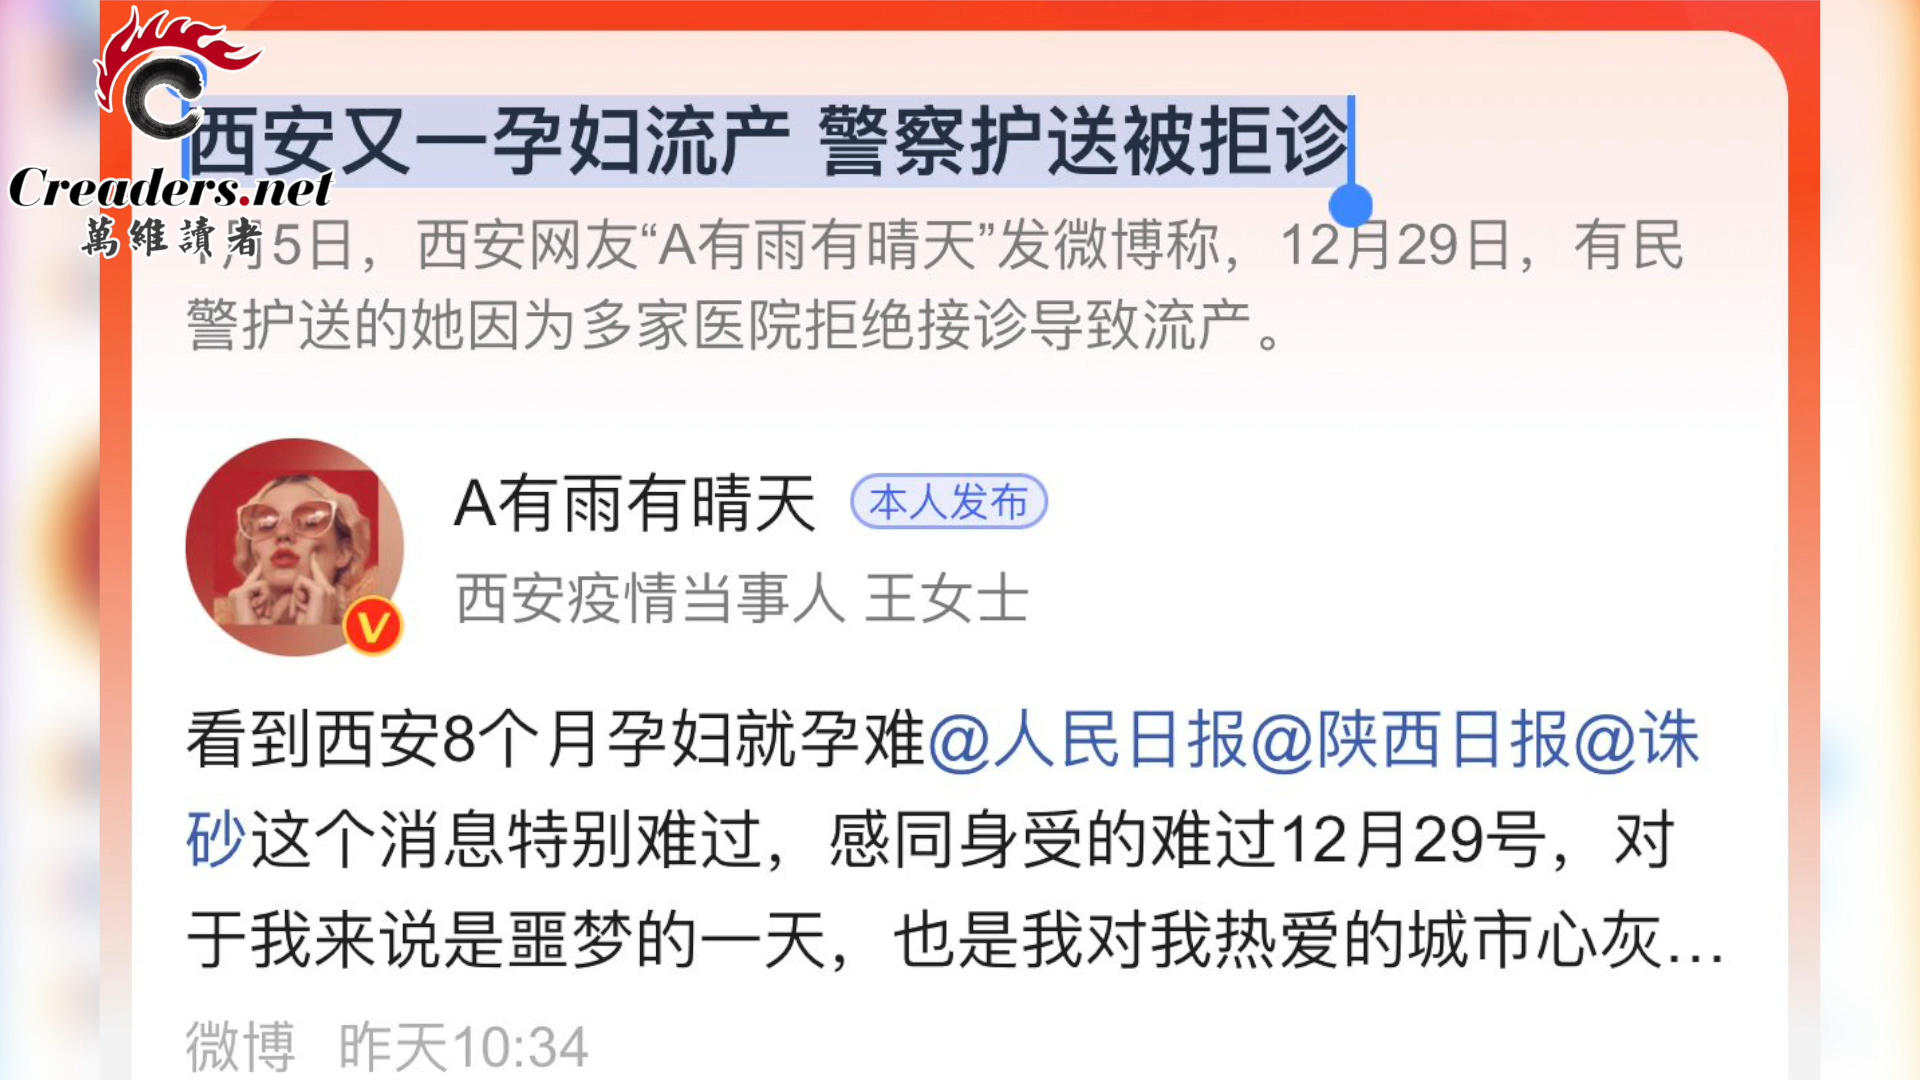 Creaders.net
萬維讀者
西安又一孕妇流产 警察护送被拒诊
月5日，西安网友“A有雨有晴天”发微博称，12月29日，有民
警护送的她因为多家医院拒绝接诊导致流产。
A有雨有晴天 本人发布
西安疫情当事人 王女士
V
看到西安8个月孕妇就孕难@人民日报@陕西日报@诛
砂这个消息特别难过，感同身受的难过12月29号，对
于我来说是噩梦的一天，也是我对我热爱的城市心灰...
微博 昨天10:34